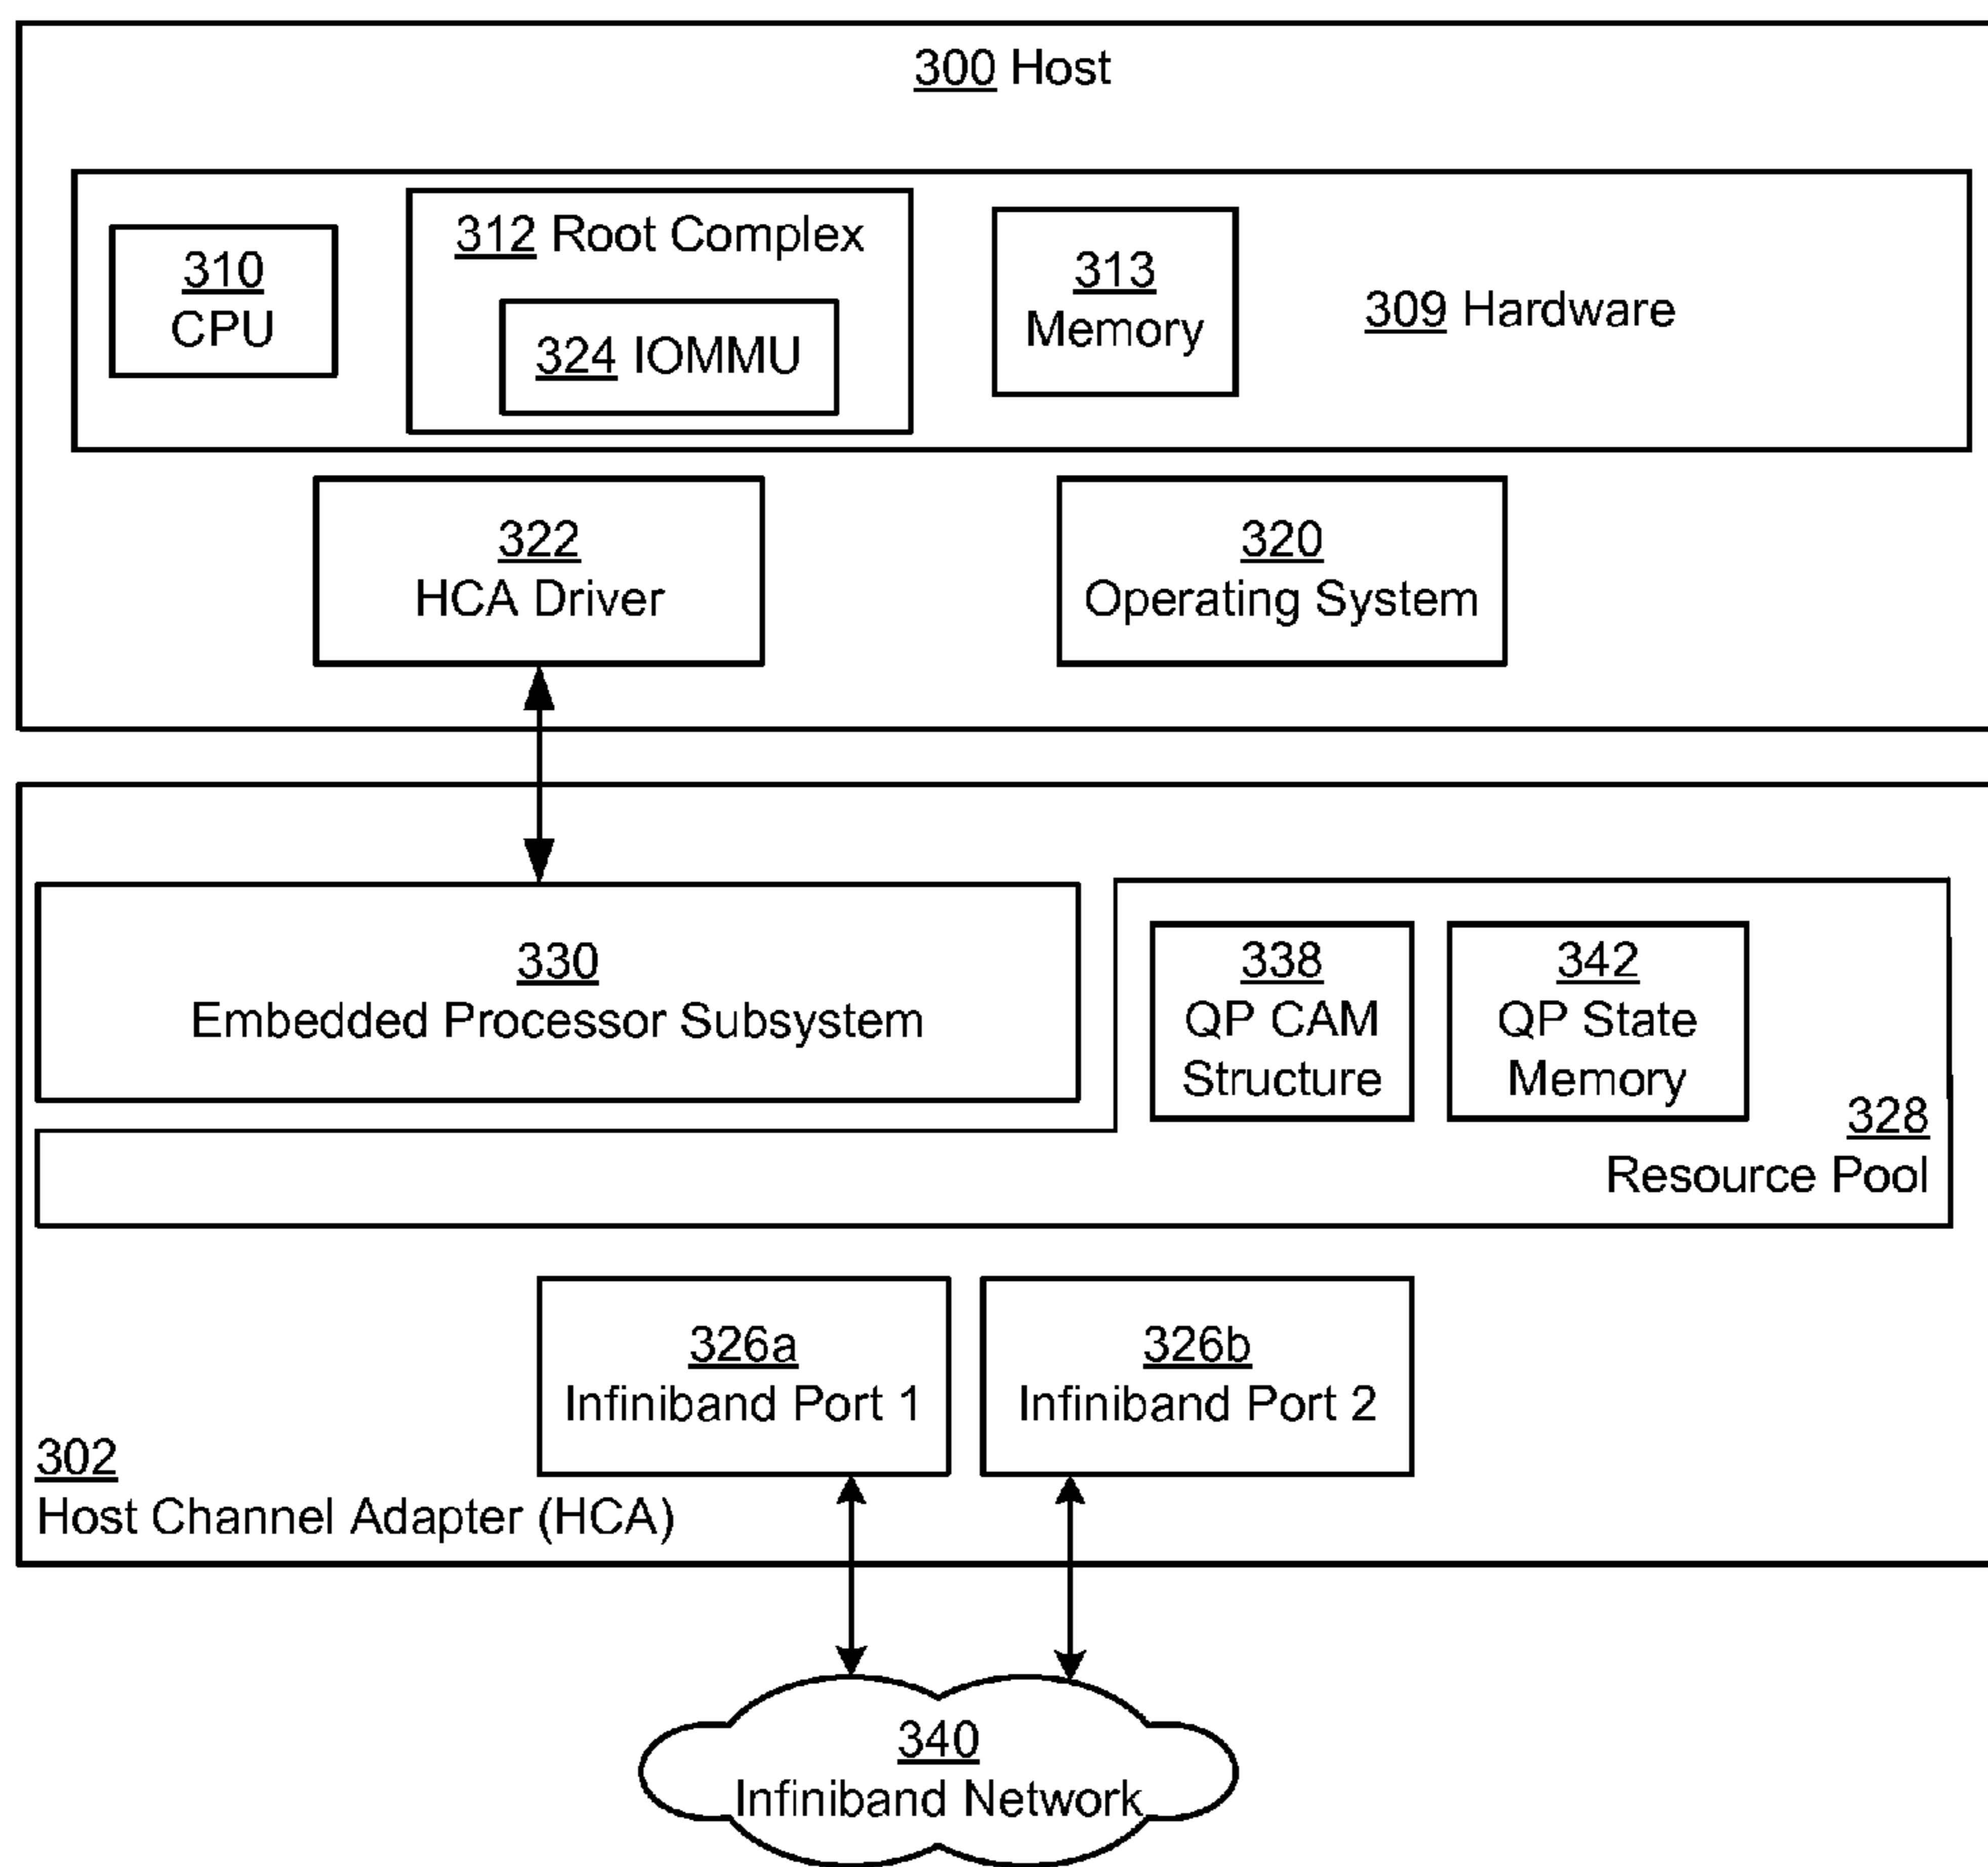 300 Host
310
CPU
312 Root Complex
324 IOMMU
313
Memory
309 Hardware
322
HCA Driver
320
Operating System
330
Embedded Processor Subsystem
338
QP CAM
Structure
342
QP State
Memory
328
Resource Pool
326a
Infiniband Port 1
326b
Infiniband Port 2
302
Host Channel Adapter (HCA)
340
Infiniband Network